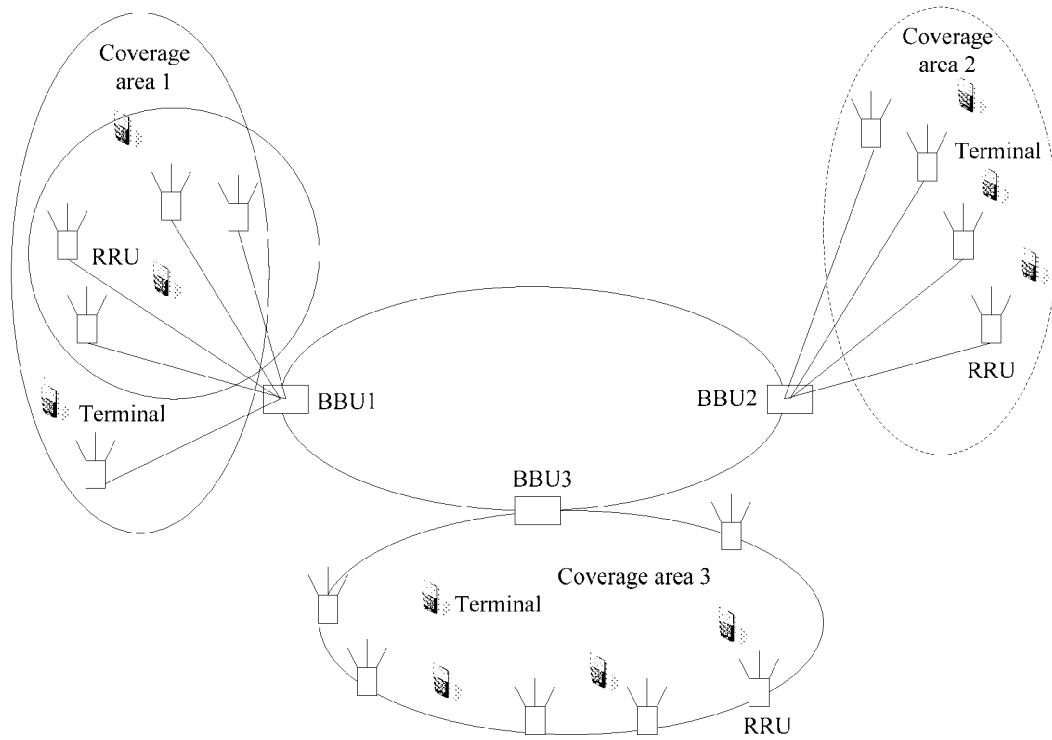 Coverage
area 1
Coverage
area 2
Terminal
RRU
RRU
BBU1
BBU2
Terminal
BBU3
Coverage area 3
Terminal
RRU